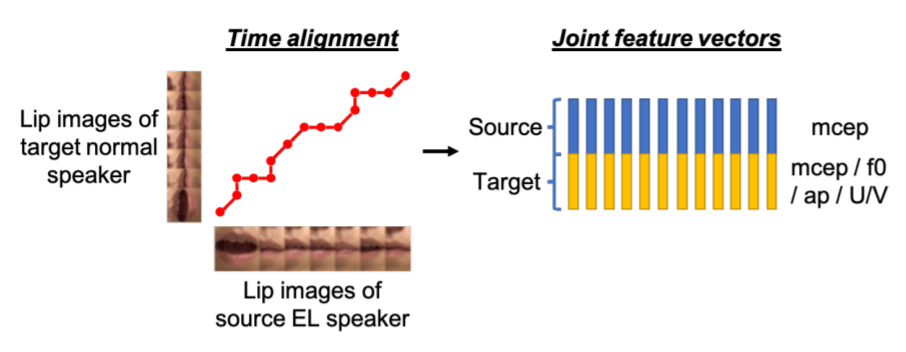 Time alignment
Joint feature vectors
Lip images of
target normal
speaker
Source
mcep
Target
mcep / f0
/ ap / U/V
Lip images of
source EL speaker